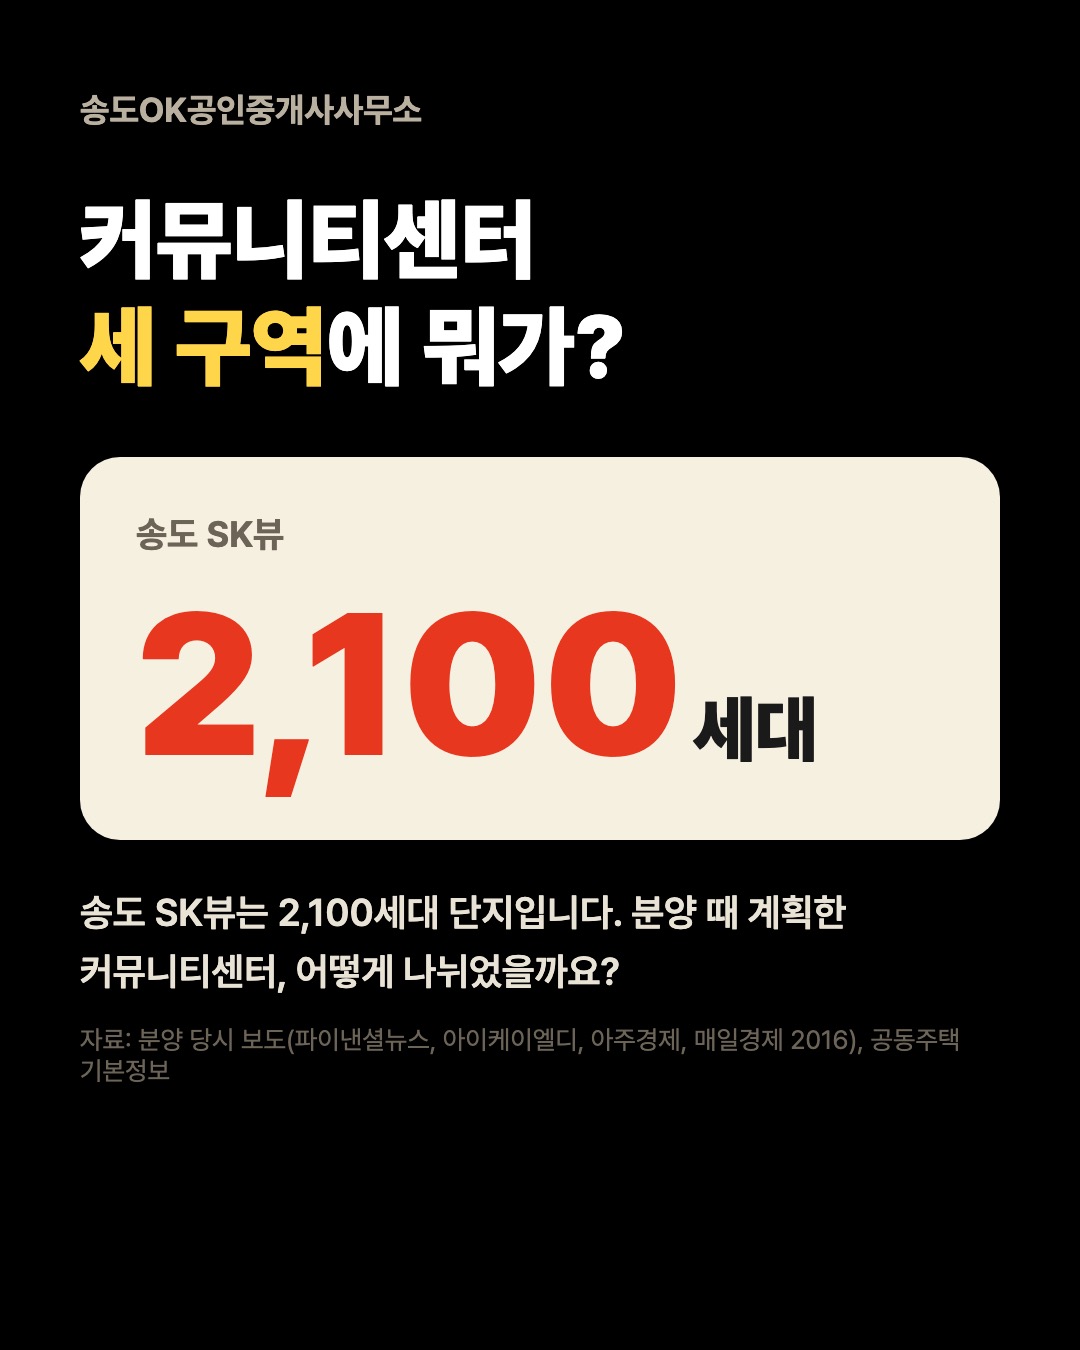 송도OK공인중개사사무소
커뮤니티센터
세 구역에 뭐가?
송도 SK뷰
2,100세대
송도 SK뷰는 2,100세대 단지입니다. 분양 때 계획한
커뮤니티센터, 어떻게 나뉘었을까요?
자료: 분양 당시 보도(파이낸셜뉴스, 아이케이엘디, 아주경제, 매일경제 2016), 공동주택
기본정보